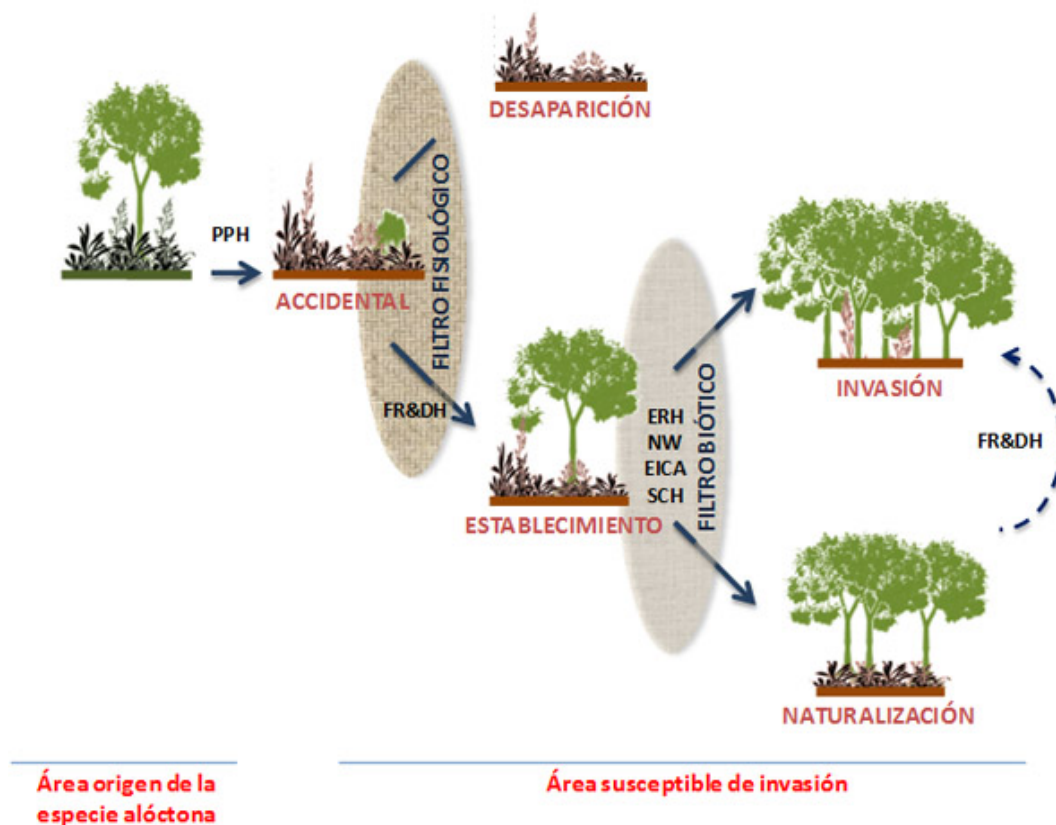 DESAPARICIÓN
PPH
ACCIDENTAL
FILTRO FISIOLÓGICO
FR&DH
ESTABLECIMIENTO
ERH
NW
EICA
SCH
FILTRO BIÓTICO
INVASIÓN
FR&DH
NATURALIZACIÓN
Área origen de la
especie alóctona
Área susceptible de invasión